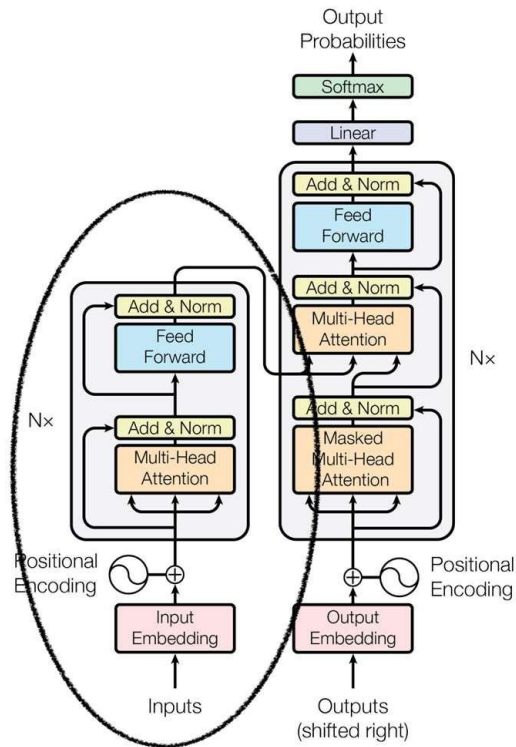 Output
Probabilities
Softmax
Linear
Add & Norm
Feed
Forward
Add & Norm
Multi-Head
Attention
Add & Norm
Masked
Multi-Head
Attention
Nx
Positional
Encoding
Output
Embedding
Outputs
(shifted right)
Add & Norm
Feed
Forward
Add & Norm
Multi-Head
Attention
Nx
Positional
Encoding
Input
Embedding
Inputs